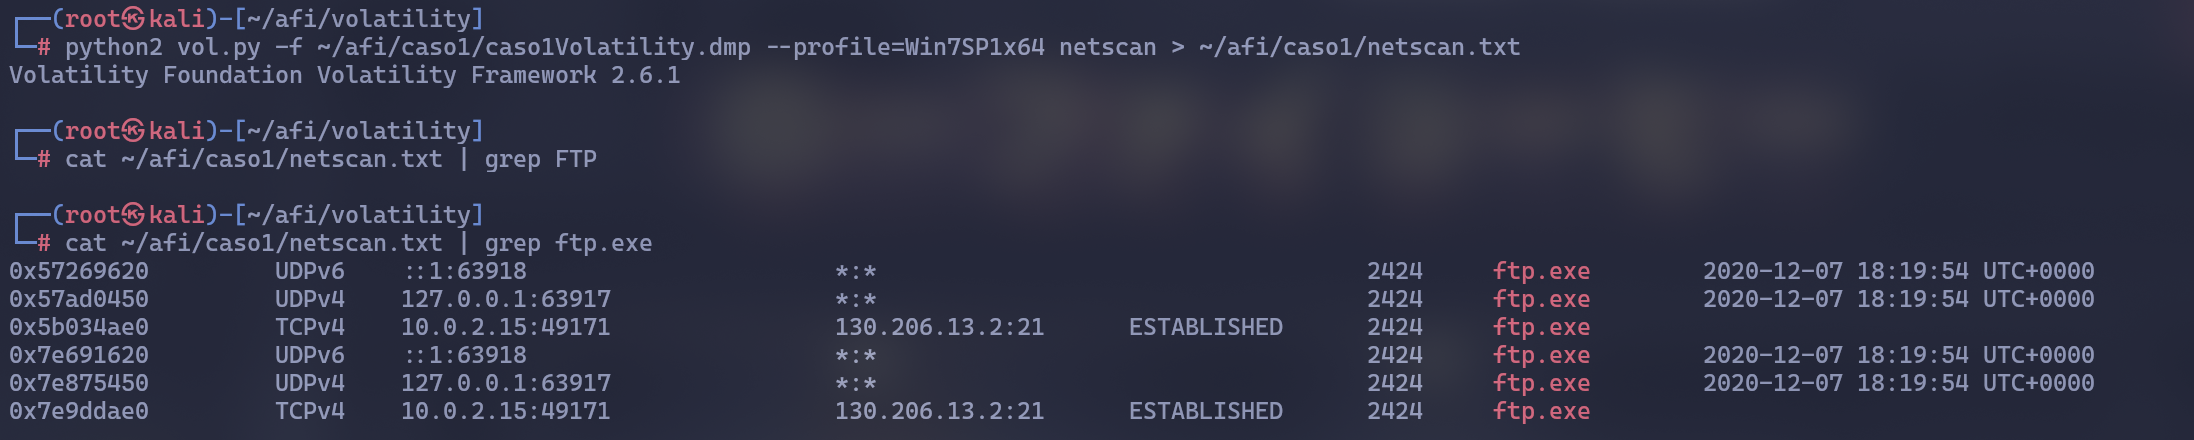 ┌──(root㉿kali)-[~/afi/volatility]
└─# python2 vol.py -f ~/afi/caso1/caso1Volatility.dmp --profile=Win7SP1x64 netscan > ~/afi/caso1/netscan.txt
Volatility Foundation Volatility Framework 2.6.1
┌──(root㉿kali)-[~/afi/volatility]
└─# cat ~/afi/caso1/netscan.txt | grep FTP
┌──(root㉿kali)-[~/afi/volatility]
└─# cat ~/afi/caso1/netscan.txt | grep ftp.exe
0x57269620 UDPv6 ::1:63918 *:* 2424 ftp.exe 2020-12-07 18:19:54 UTC+0000
0x57ad0450 UDPv4 127.0.0.1:63917 *:* 2424 ftp.exe 2020-12-07 18:19:54 UTC+0000
0x5b034ae0 TCPv4 10.0.2.15:49171 130.206.13.2:21 ESTABLISHED 2424 ftp.exe
0x7e691620 UDPv6 ::1:63918 *:* 2424 ftp.exe 2020-12-07 18:19:54 UTC+0000
0x7e875450 UDPv4 127.0.0.1:63917 *:* 2424 ftp.exe 2020-12-07 18:19:54 UTC+0000
0x7e9ddae0 TCPv4 10.0.2.15:49171 130.206.13.2:21 ESTABLISHED 2424 ftp.exe